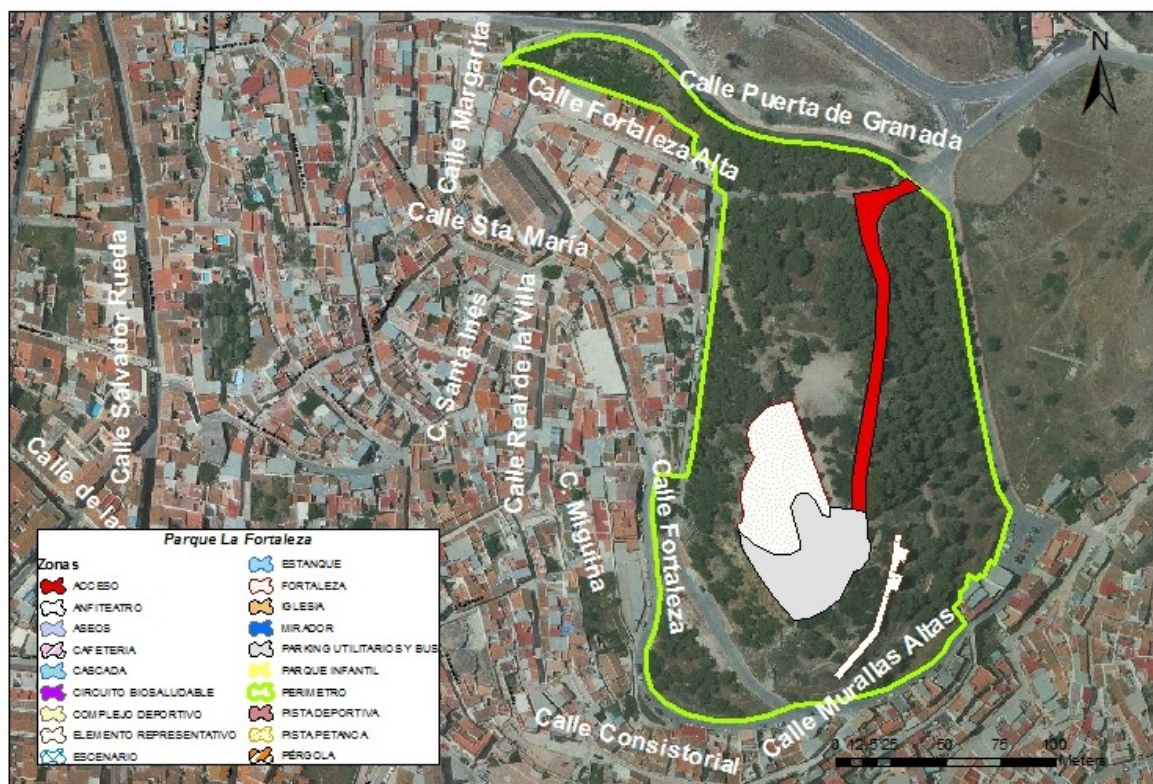 N
Calle Margarita
Calle Puerta de Granada
Calle Fortaleza Alta
Calle Sta. María
Calle Salvador Rueda
C. Santa Inés
Calle Real de la Villa
Calle de la
C. Miguina
Calle Fortaleza
Calle Murallas Altas
Calle Consistorial
Parque La Fortaleza
Zonas
ACCESO
ANFITEATRO
ASEOS
CAFETERIA
CASCADA
CIRCUITO BIOSALUDABLE
COMPLEJO DEPORTIVO
ELEMENTO REPRESENTATIVO
ESCENARIO
ESTANQUE
FORTALEZA
IGLESIA
MIRADOR
PARKING UTILITARIOS Y BUS
PARQUE INFANTIL
PERIMETRO
PISTA DEPORTIVA
PISTA PETANCA
PÉRGOLA
0 12,5 25 50 75 100
Meters